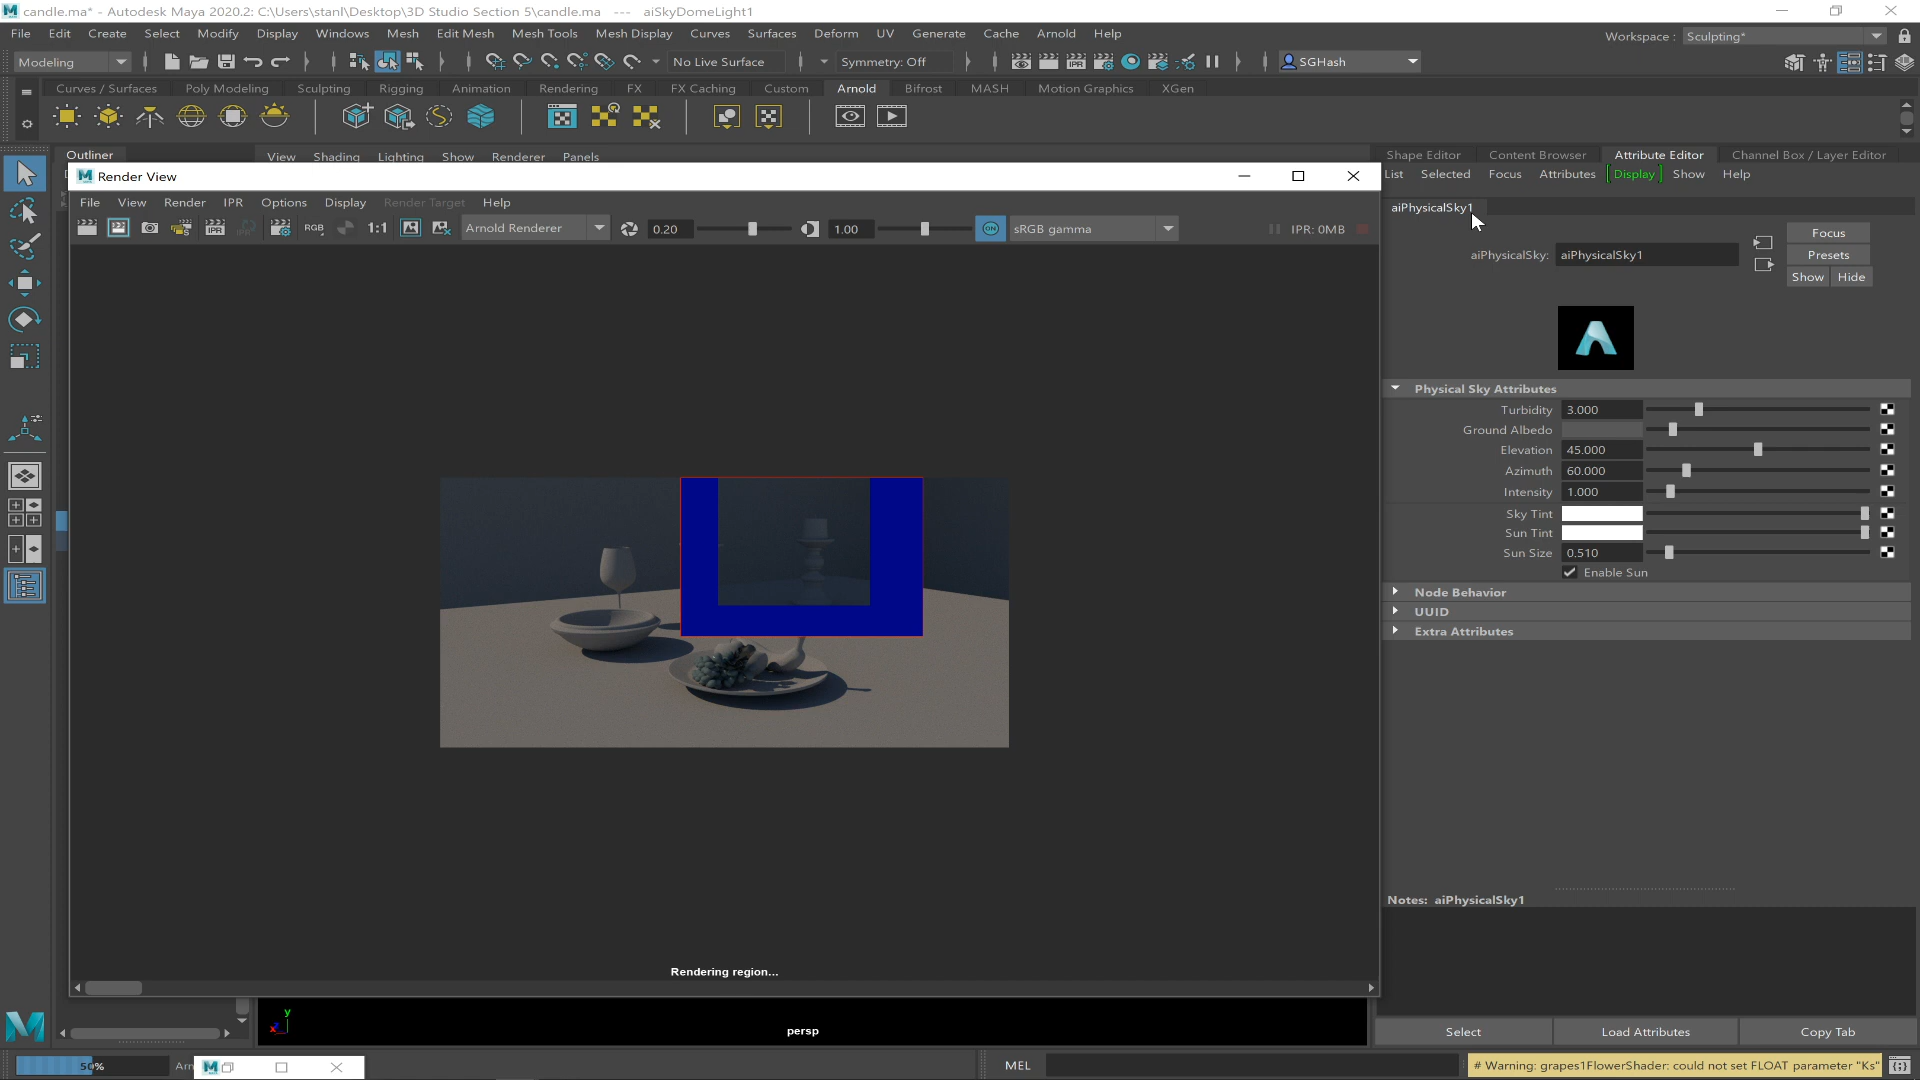 candle.ma* - Autodesk Maya 2020.2: C:\Users\stanl\Desktop\3D Studio Section 5\candle.ma --- aiSkyDomeLight1
File Edit Create Select Modify Display Windows Mesh Edit Mesh Mesh Tools Mesh Display Curves Surfaces Deform UV Generate Cache Arnold Help Workspace : Sculpting*
Modeling No Live Surface Symmetry: Off SGHash
Curves / Surfaces Poly Modeling Sculpting Rigging Animation Rendering FX FX Caching Custom Arnold Bifrost MASH Motion Graphics XGen
Outliner View Shading Lighting Show Renderer Panels Shape Editor Content Browser Attribute Editor Channel Box / Layer Editor
Render View
List Selected Focus Attributes Display Show Help
File View Render IPR Options Display Render Target Help
aiPhysicalSky1
IPR RGB 1:1 Arnold Renderer 0.20 1.00 ON sRGB gamma IPR: 0MB
Focus
aiPhysicalSky: aiPhysicalSky1 Presets
Show Hide
Physical Sky Attributes
Turbidity 3.000
Ground Albedo
Elevation 45.000
Azimuth 60.000
Intensity 1.000
Sky Tint
Sun Tint
Sun Size 0.510
Enable Sun
Node Behavior
UUID
Extra Attributes
Notes: aiPhysicalSky1
Rendering region...
y
x
persp
Select Load Attributes Copy Tab
50% Arn MEL # Warning: grapes1FlowerShader: could not set FLOAT parameter "Ks"